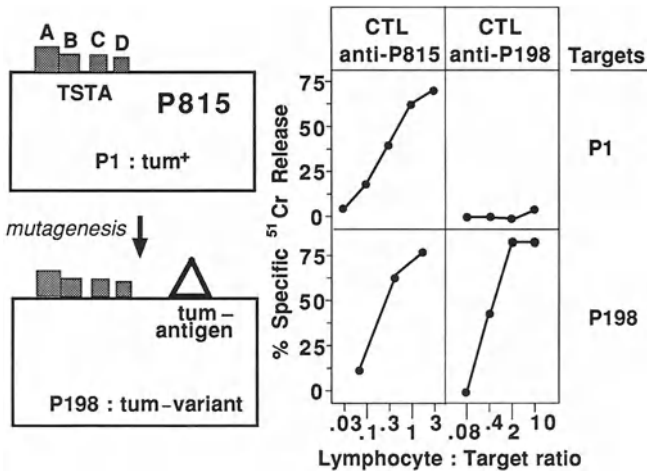 A B C D
TSTA
P815
P1 : tum+
mutagenesis
tum–
antigen
P198 : tum–variant
CTL
anti-P815
CTL
anti-P198
Targets
% Specific 51Cr Release
75
50
25
0
P1
75
50
25
0
P198
.03 .1 .3 1 3
.08 .4 2 10
Lymphocyte : Target ratio